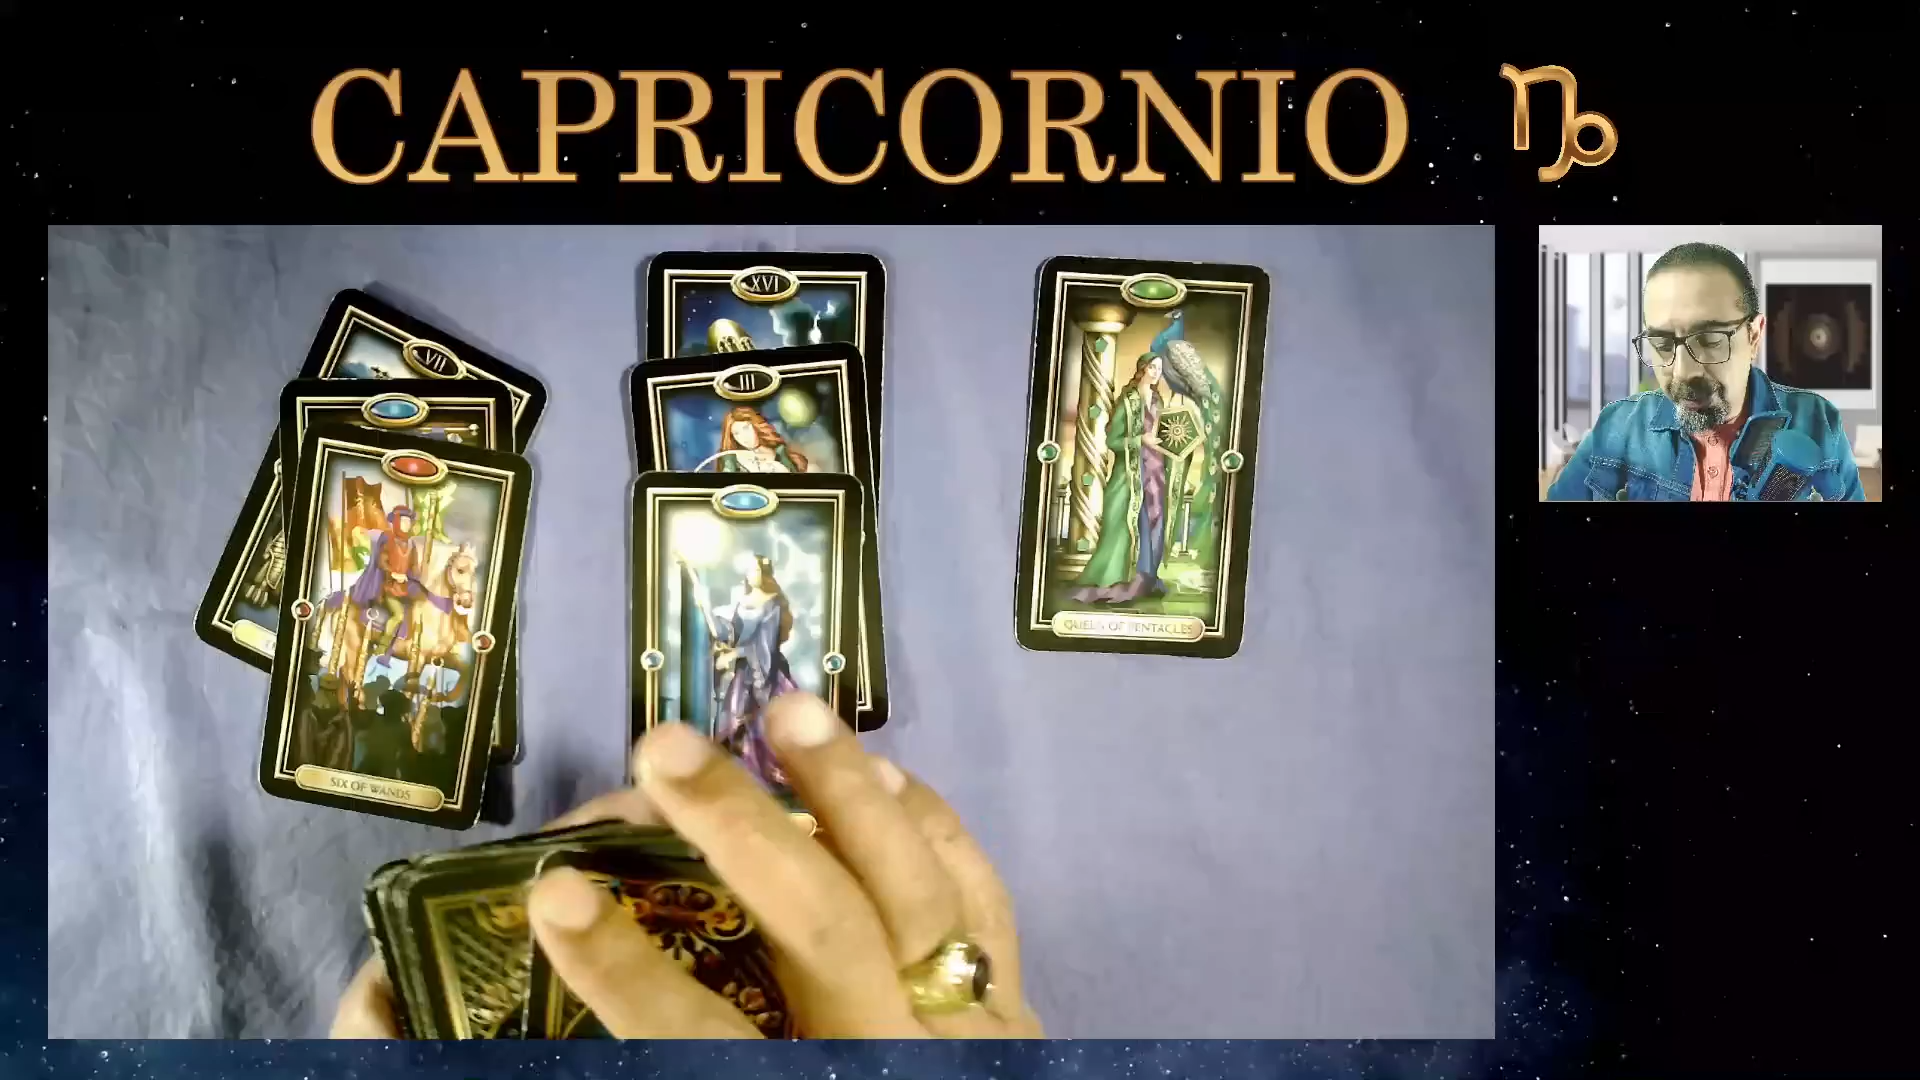 CAPRICORNIO
XVI
VII
III
QUEEN OF PENTACLES
SIX OF WANDS